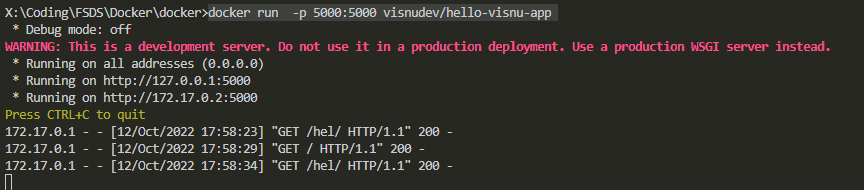 X:\Coding\FSDS\Docker\docker>docker run  -p 5000:5000 visnudev/hello-visnu-app
 * Debug mode: off
WARNING: This is a development server. Do not use it in a production deployment. Use a production WSGI server instead.
 * Running on all addresses (0.0.0.0)
 * Running on http://127.0.0.1:5000
 * Running on http://172.17.0.2:5000
Press CTRL+C to quit
172.17.0.1 - - [12/Oct/2022 17:58:23] "GET /hel/ HTTP/1.1" 200 -
172.17.0.1 - - [12/Oct/2022 17:58:29] "GET / HTTP/1.1" 200 -
172.17.0.1 - - [12/Oct/2022 17:58:34] "GET /hel/ HTTP/1.1" 200 -